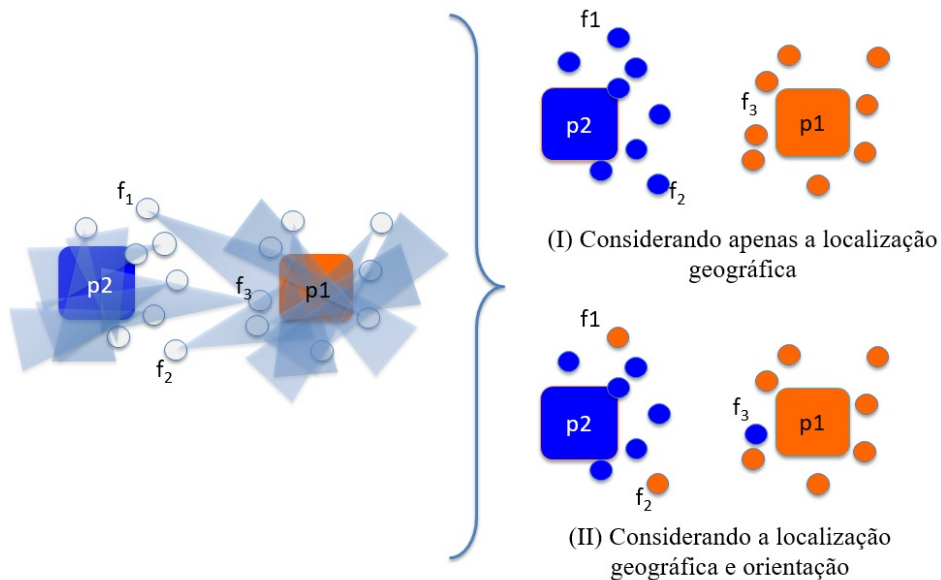 f1
p2
f3
p1
f2
f1
p2
f3
p1
f2
(I) Considerando apenas a localização
geográfica
f1
p2
f3
p1
f2
(II) Considerando a localização
geográfica e orientação